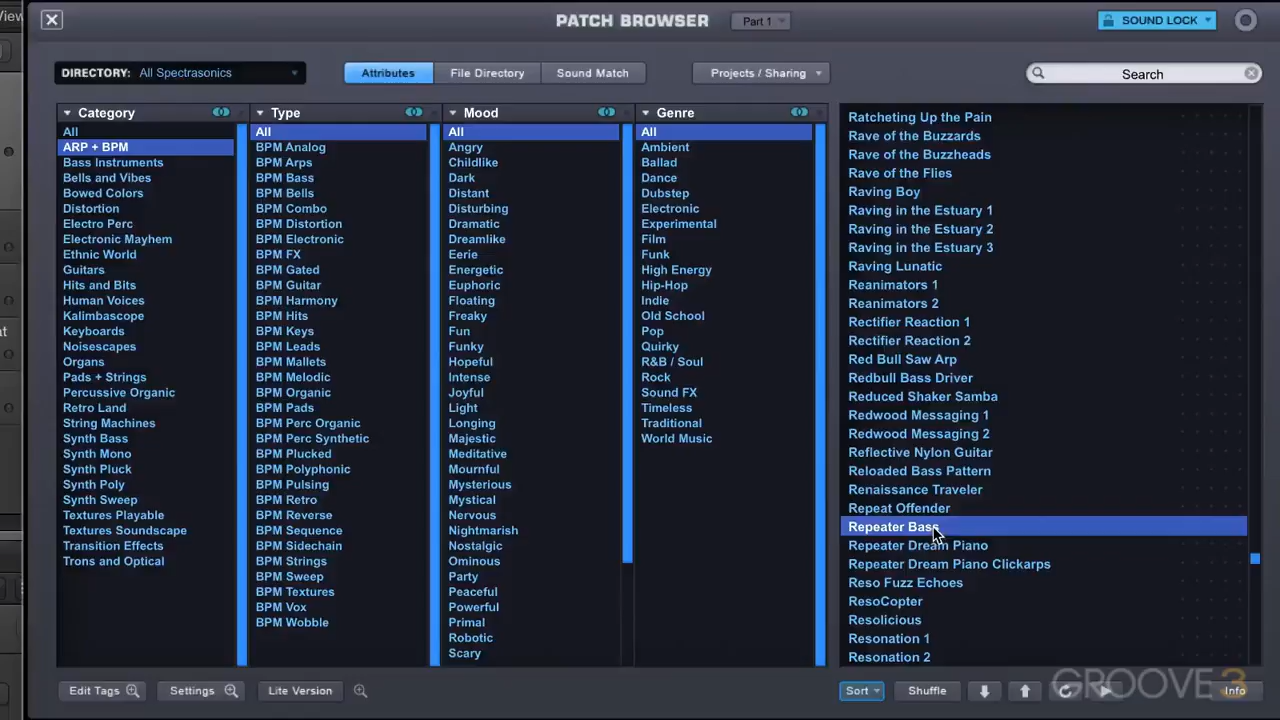 View
PATCH BROWSER
Part 1
SOUND LOCK
DIRECTORY: All Spectrasonics
Attributes
File Directory
Sound Match
Projects / Sharing
Search
Category
All
ARP + BPM
Bass Instruments
Bells and Vibes
Bowed Colors
Distortion
Electro Perc
Electronic Mayhem
Ethnic World
Guitars
Hits and Bits
Human Voices
Kalimbascope
Keyboards
Noisescapes
Organs
Pads + Strings
Percussive Organic
Retro Land
String Machines
Synth Bass
Synth Mono
Synth Pluck
Synth Poly
Synth Sweep
Textures Playable
Textures Soundscape
Transition Effects
Trons and Optical
Type
All
BPM Analog
BPM Arps
BPM Bass
BPM Bells
BPM Combo
BPM Distortion
BPM Electronic
BPM FX
BPM Gated
BPM Guitar
BPM Harmony
BPM Hits
BPM Keys
BPM Leads
BPM Mallets
BPM Melodic
BPM Organic
BPM Pads
BPM Perc Organic
BPM Perc Synthetic
BPM Plucked
BPM Polyphonic
BPM Pulsing
BPM Retro
BPM Reverse
BPM Sequence
BPM Sidechain
BPM Strings
BPM Sweep
BPM Textures
BPM Vox
BPM Wobble
Mood
All
Angry
Childlike
Dark
Distant
Disturbing
Dramatic
Dreamlike
Eerie
Energetic
Euphoric
Floating
Freaky
Fun
Funky
Hopeful
Intense
Joyful
Light
Longing
Majestic
Meditative
Mournful
Mysterious
Mystical
Nervous
Nightmarish
Nostalgic
Ominous
Party
Peaceful
Powerful
Primal
Robotic
Scary
Genre
All
Ambient
Ballad
Dance
Dubstep
Electronic
Experimental
Film
Funk
High Energy
Hip-Hop
Indie
Old School
Pop
Quirky
R&B / Soul
Rock
Sound FX
Timeless
Traditional
World Music
Ratcheting Up the Pain
Rave of the Buzzards
Rave of the Buzzheads
Rave of the Flies
Raving Boy
Raving in the Estuary 1
Raving in the Estuary 2
Raving in the Estuary 3
Raving Lunatic
Reanimators 1
Reanimators 2
Rectifier Reaction 1
Rectifier Reaction 2
Red Bull Saw Arp
Redbull Bass Driver
Reduced Shaker Samba
Redwood Messaging 1
Redwood Messaging 2
Reflective Nylon Guitar
Reloaded Bass Pattern
Renaissance Traveler
Repeat Offender
Repeater Bass
Repeater Dream Piano
Repeater Dream Piano Clickarps
Reso Fuzz Echoes
ResoCopter
Resolicious
Resonation 1
Resonation 2
Edit Tags
Settings
Lite Version
Sort
Shuffle
Info
GROOVE 3